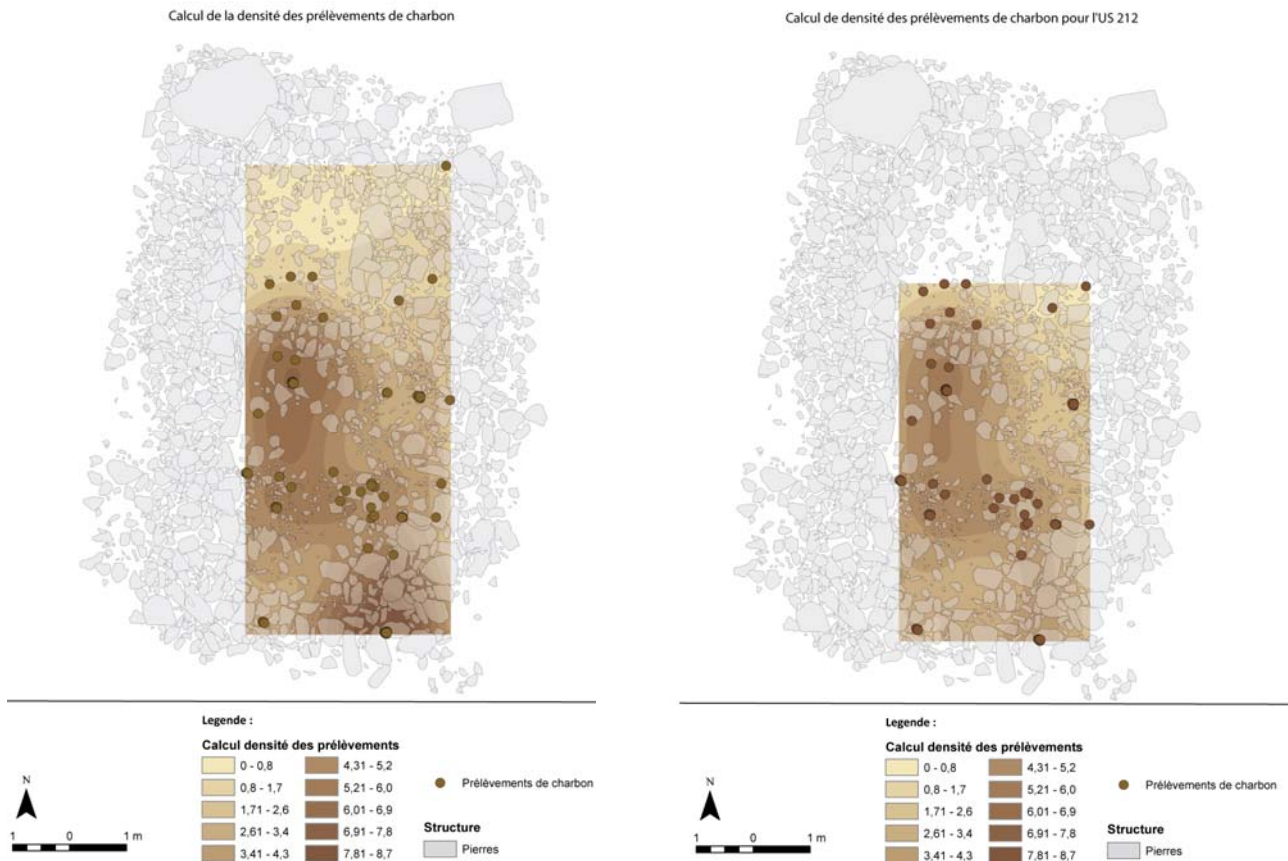 Calcul de la densité des prélèvements de charbon
Legende :
Calcul densité des prélèvements
0 - 0,8
0,8 - 1,7
1,71 - 2,6
2,61 - 3,4
3,41 - 4,3
4,31 - 5,2
5,21 - 6,0
6,01 - 6,9
6,91 - 7,8
7,81 - 8,7
Prélèvements de charbon
Structure
Pierres
N
1 0 1 m
Calcul de densité des prélèvements de charbon pour l'US 212
Legende :
Calcul densité des prélèvements
0 - 0,8
0,8 - 1,7
1,71 - 2,6
2,61 - 3,4
3,41 - 4,3
4,31 - 5,2
5,21 - 6,0
6,01 - 6,9
6,91 - 7,8
7,81 - 8,7
Prélèvements de charbon
Structure
Pierres
N
1 0 1 m